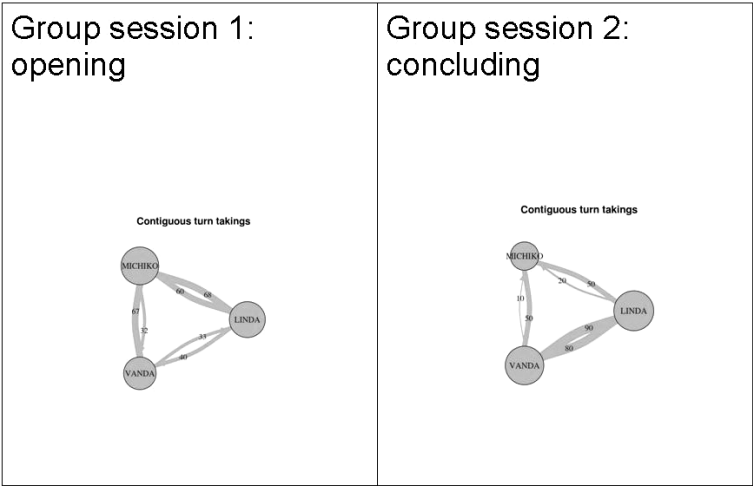 Group session 1:
opening
Contiguous turn takings
MICHIKO
60
68
67
32
LINDA
33
40
VANDA
Group session 2:
concluding
Contiguous turn takings
MICHIKO
20
50
10
50
LINDA
90
80
VANDA